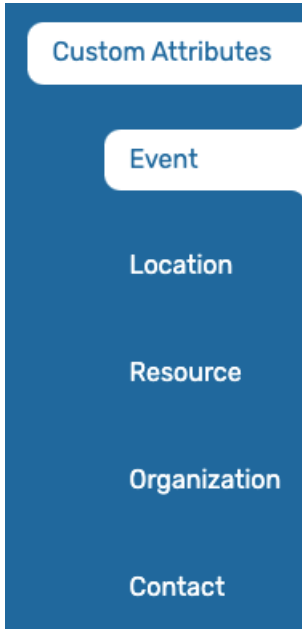 Custom Attributes
Event
Location
Resource
Organization
Contact